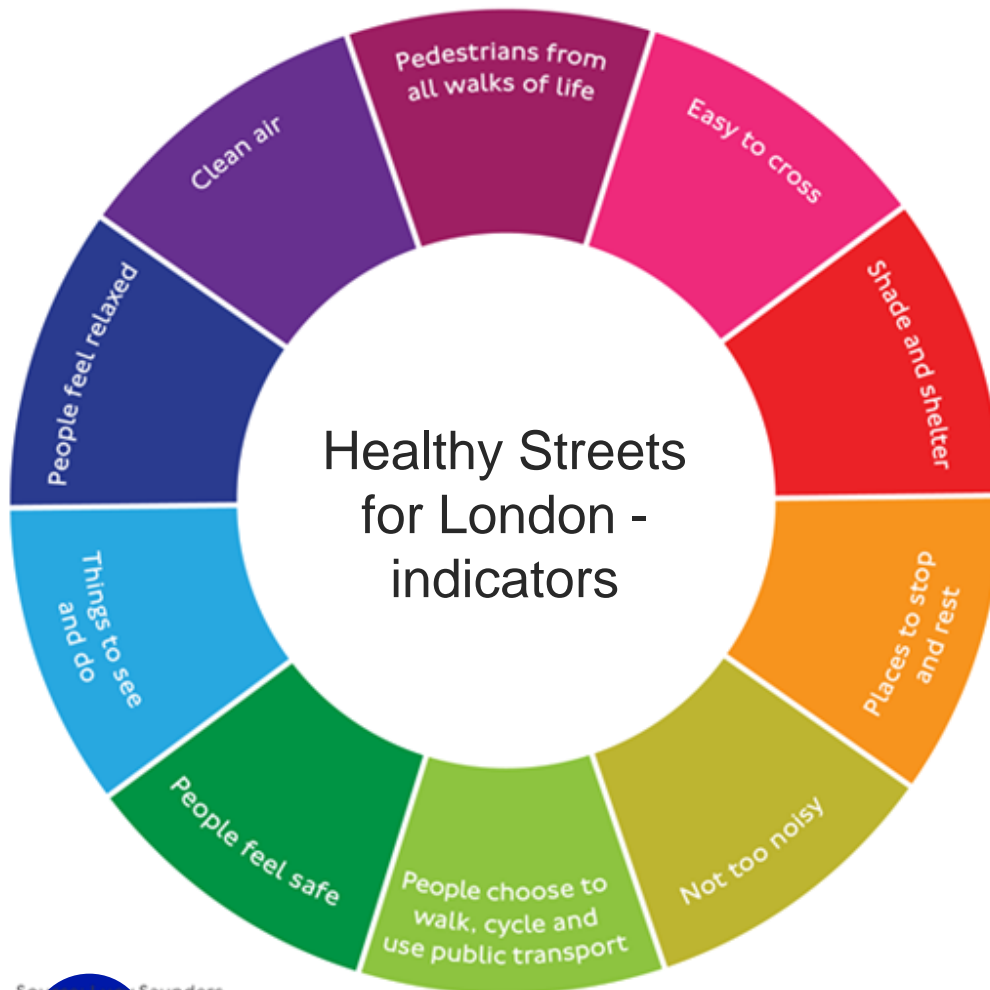 Pedestrians from
all walks of life
Easy to cross
Shade and shelter
Places to stop
and rest
Not too noisy
People choose to
walk, cycle and
use public transport
People feel safe
Things to see
and do
People feel relaxed
Clean air
Healthy Streets
for London -
indicators
Saunders